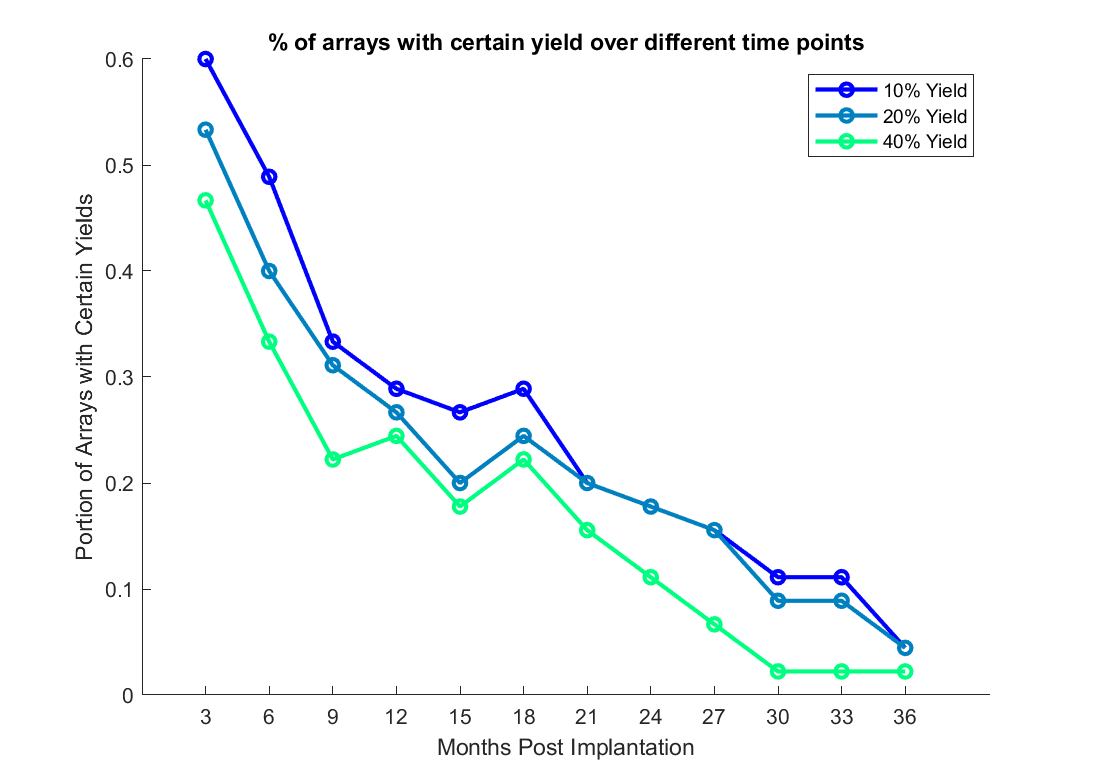 % of arrays with certain yield over different time points
10% Yield
20% Yield
40% Yield
Portion of Arrays with Certain Yields
0.6
0.5
0.4
0.3
0.2
0.1
0
3 6 9 12 15 18 21 24 27 30 33 36
Months Post Implantation